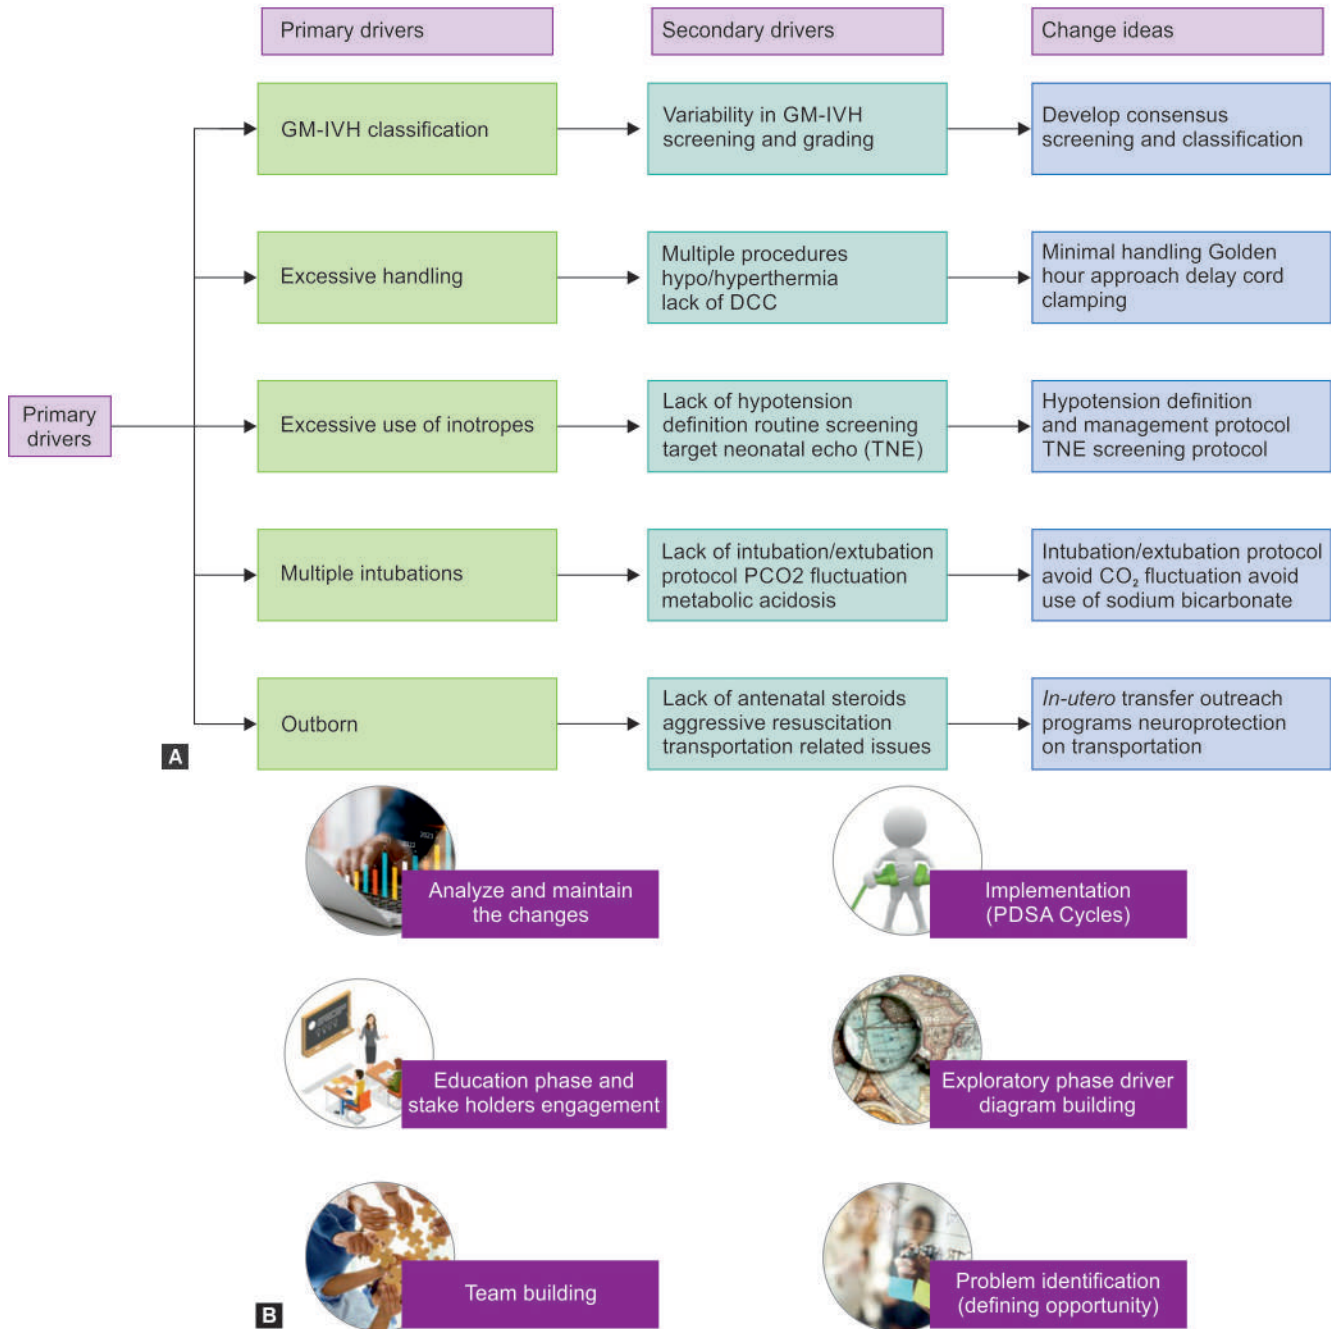 Primary drivers
Secondary drivers
Change ideas
GM-IVH classification
Variability in GM-IVH
screening and grading
Develop consensus
screening and classification
Excessive handling
Multiple procedures
hypo/hyperthermia
lack of DCC
Minimal handling Golden
hour approach delay cord
clamping
Primary
drivers
Excessive use of inotropes
Lack of hypotension
definition routine screening
target neonatal echo (TNE)
Hypotension definition
and management protocol
TNE screening protocol
Multiple intubations
Lack of intubation/extubation
protocol PCO2 fluctuation
metabolic acidosis
Intubation/extubation protocol
avoid CO₂ fluctuation avoid
use of sodium bicarbonate
Outborn
Lack of antenatal steroids
aggressive resuscitation
transportation related issues
In-utero transfer outreach
programs neuroprotection
on transportation
A
2022
2023
Analyze and maintain
the changes
Implementation
(PDSA Cycles)
Education phase and
stake holders engagement
Exploratory phase driver
diagram building
Team building
Problem identification
(defining opportunity)
B